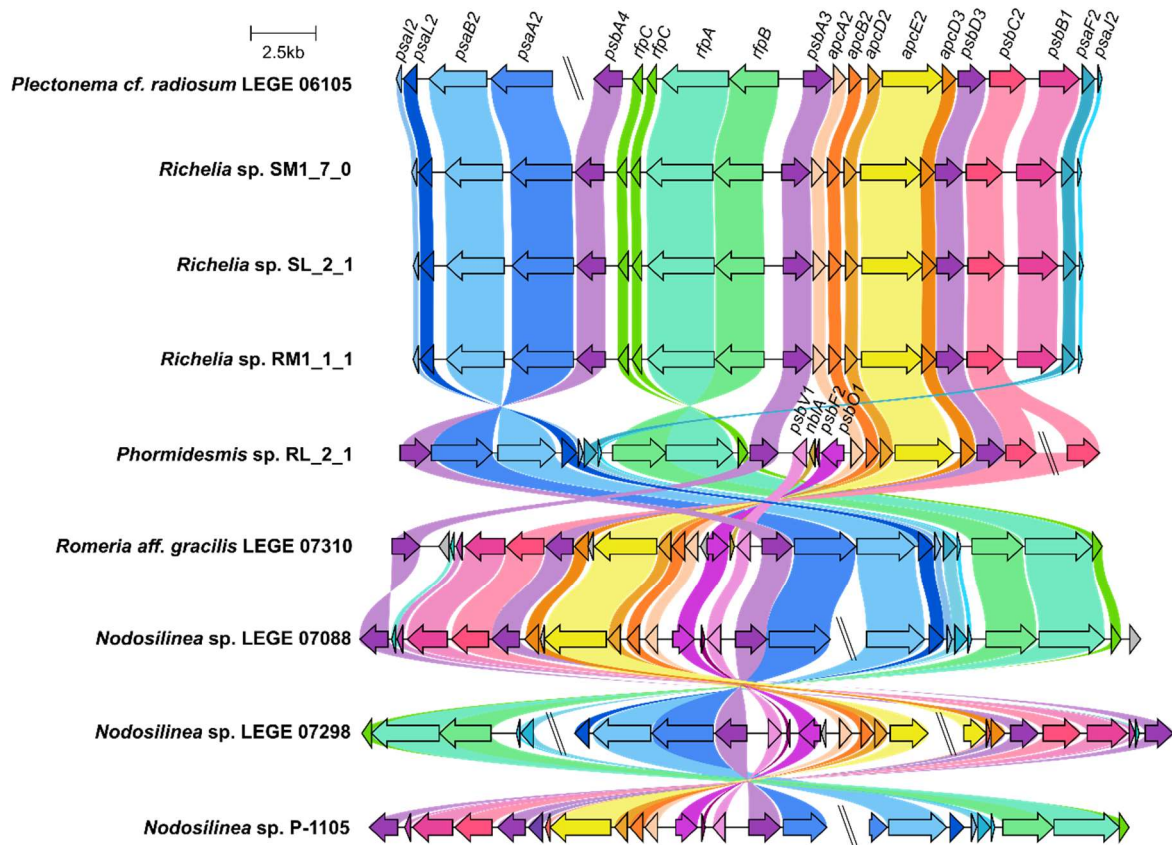 2.5kb
psaI2 psaL2 psaB2 psaA2 psbA4 rfpC rfpC rfpA rfpB psbA3 apcA2 apcB2 apcD2 apcE2 apcD3 psbD3 psbC2 psbB1 psaF2 psaJ2
Plectonema cf. radiosum LEGE 06105
Richelia sp. SM1_7_0
Richelia sp. SL_2_1
Richelia sp. RM1_1_1
psbV1 nblA psbF2 psbO1
Phormidesmis sp. RL_2_1
Romeria aff. gracilis LEGE 07310
Nodosilinea sp. LEGE 07088
Nodosilinea sp. LEGE 07298
Nodosilinea sp. P-1105